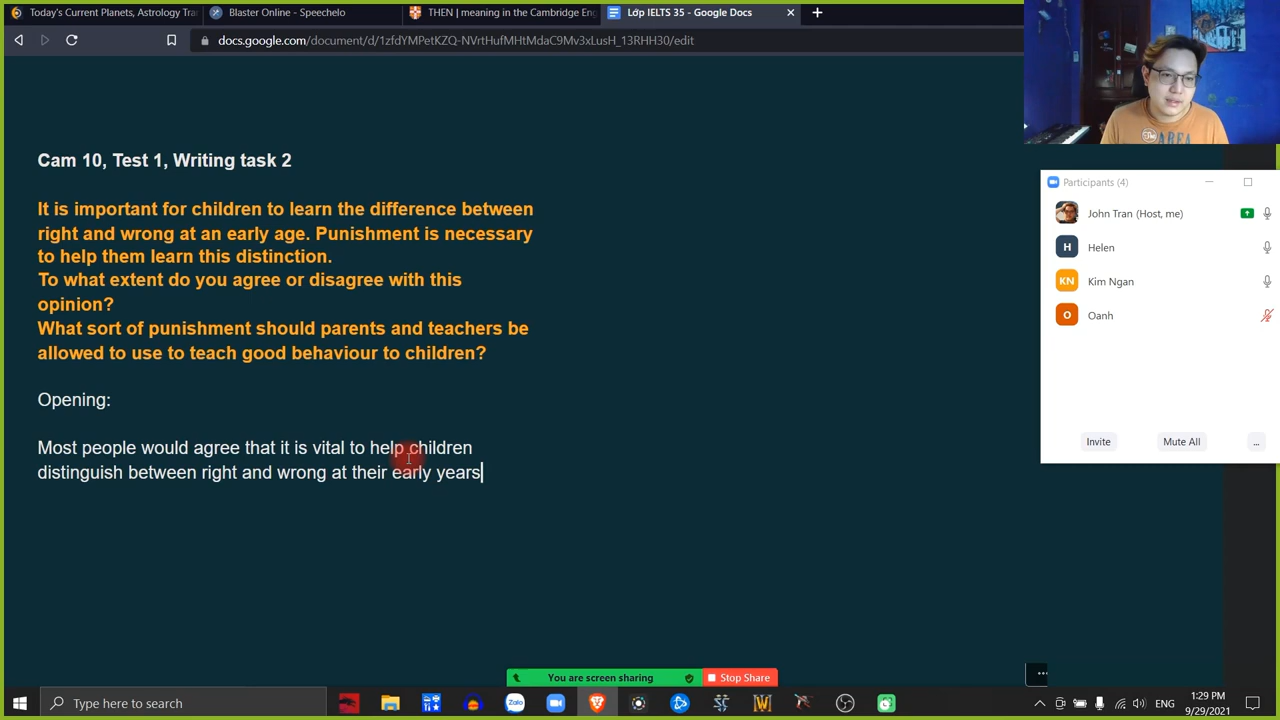 Today's Current Planets, Astrology Tra
Blaster Online - Speechelo
THEN | meaning in the Cambridge Eng
Lớp IELTS 35 - Google Docs
docs.google.com/document/d/1zfdYMPetKZQ-NVrtHufMHtMdaC9Mv3xLusH_13RHH30/edit
Cam 10, Test 1, Writing task 2
It is important for children to learn the difference between
right and wrong at an early age. Punishment is necessary
to help them learn this distinction.
To what extent do you agree or disagree with this
opinion?
What sort of punishment should parents and teachers be
allowed to use to teach good behaviour to children?
Opening:
Most people would agree that it is vital to help children
distinguish between right and wrong at their early years
AREA
Participants (4)
John Tran (Host, me)
H Helen
KN Kim Ngan
O Oanh
Invite Mute All ...
You are screen sharing Stop Share
Type here to search
Zalo
ENG
1:29 PM
9/29/2021